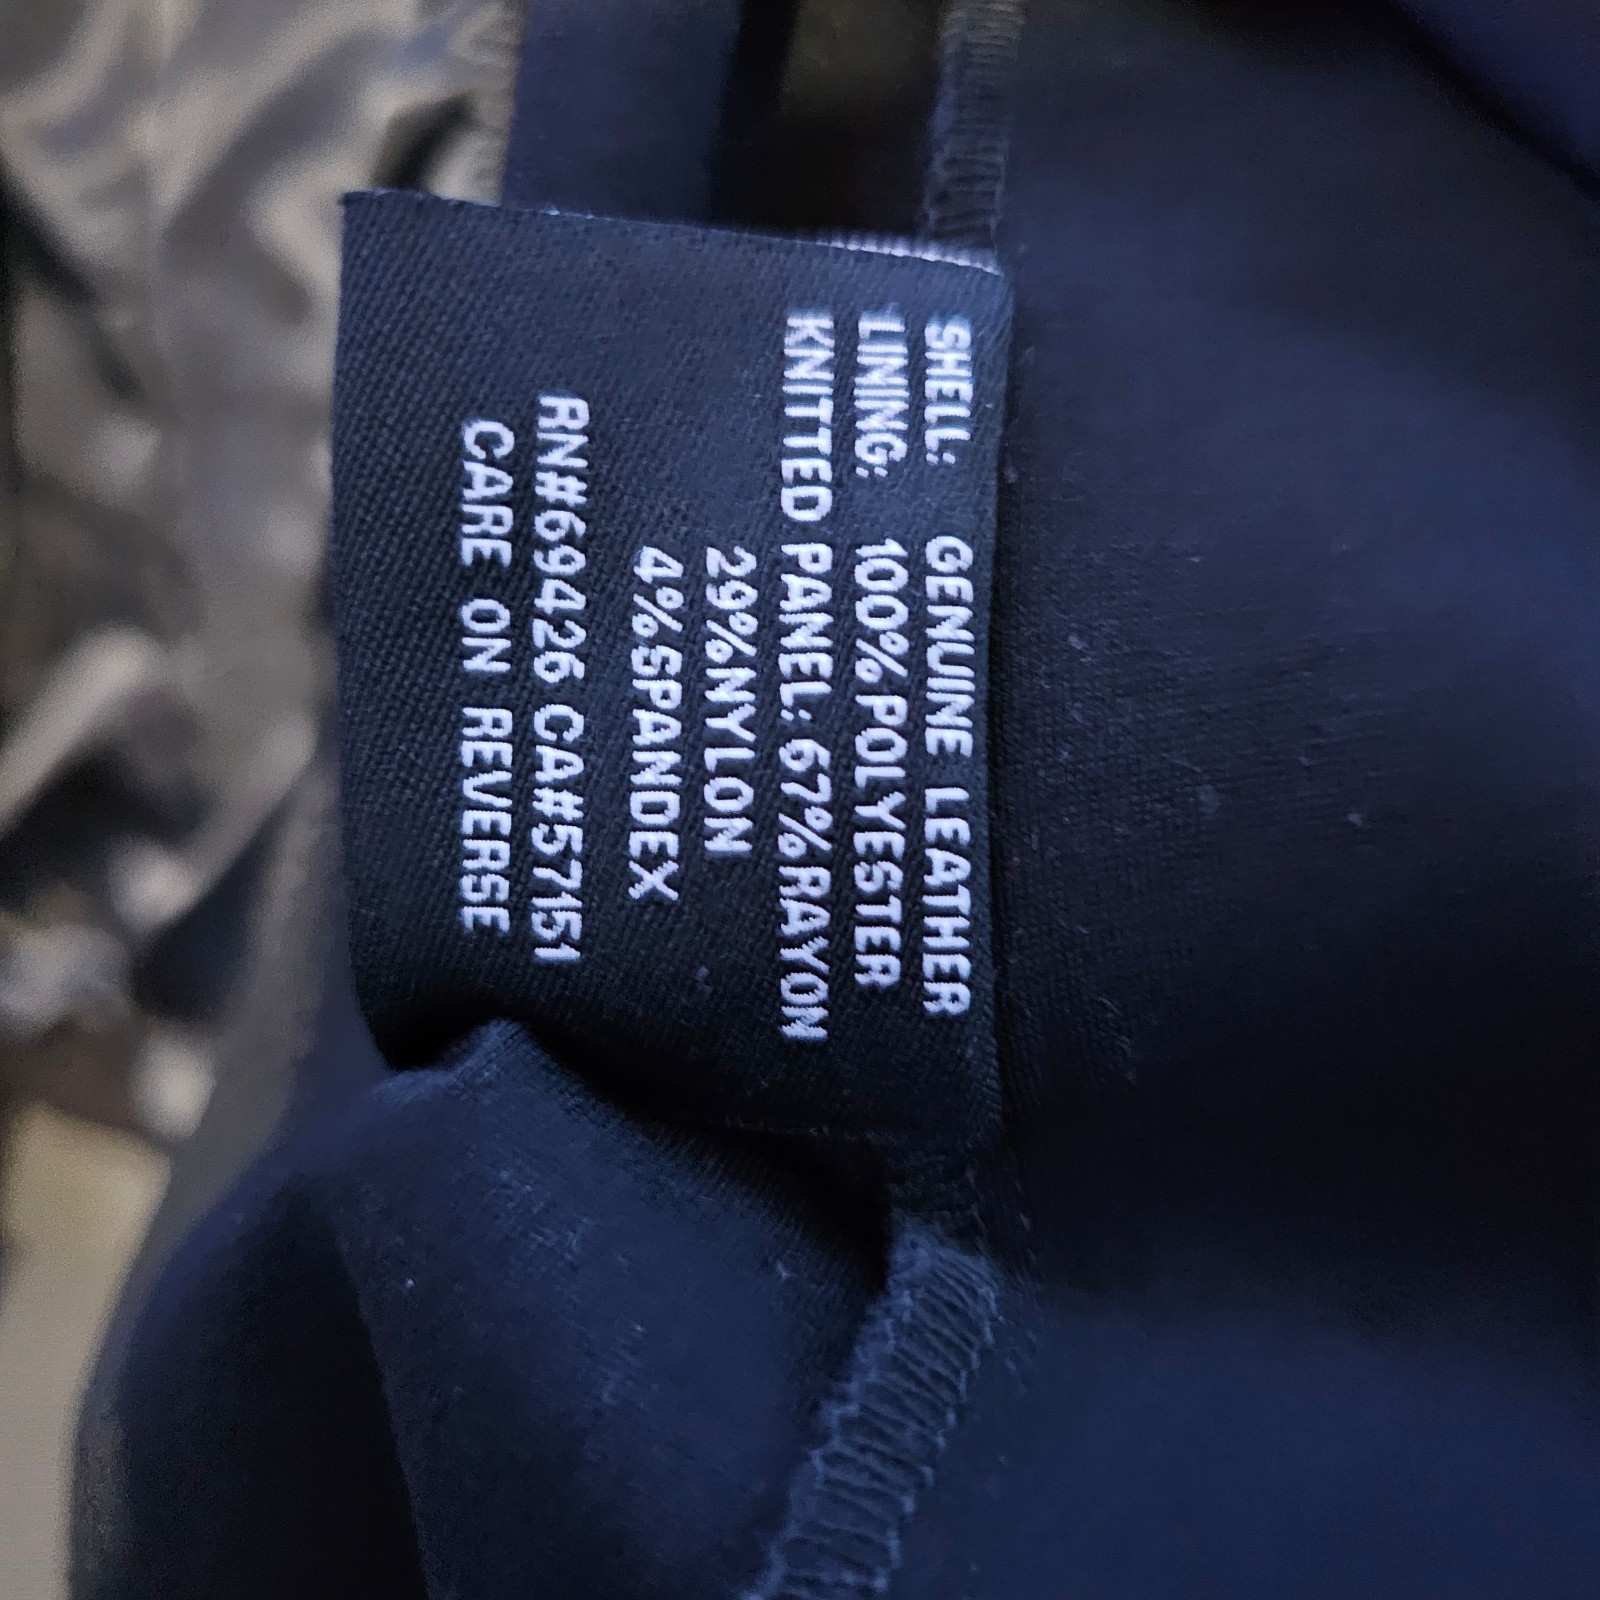 SHELL: GENUINE LEATHER
LINING: 100%POLYESTER
KNITTED PANEL: 67%RAYON
29%NYLON
4%SPANDEX
RN#69426 CA#57151
CARE ON REVERSE